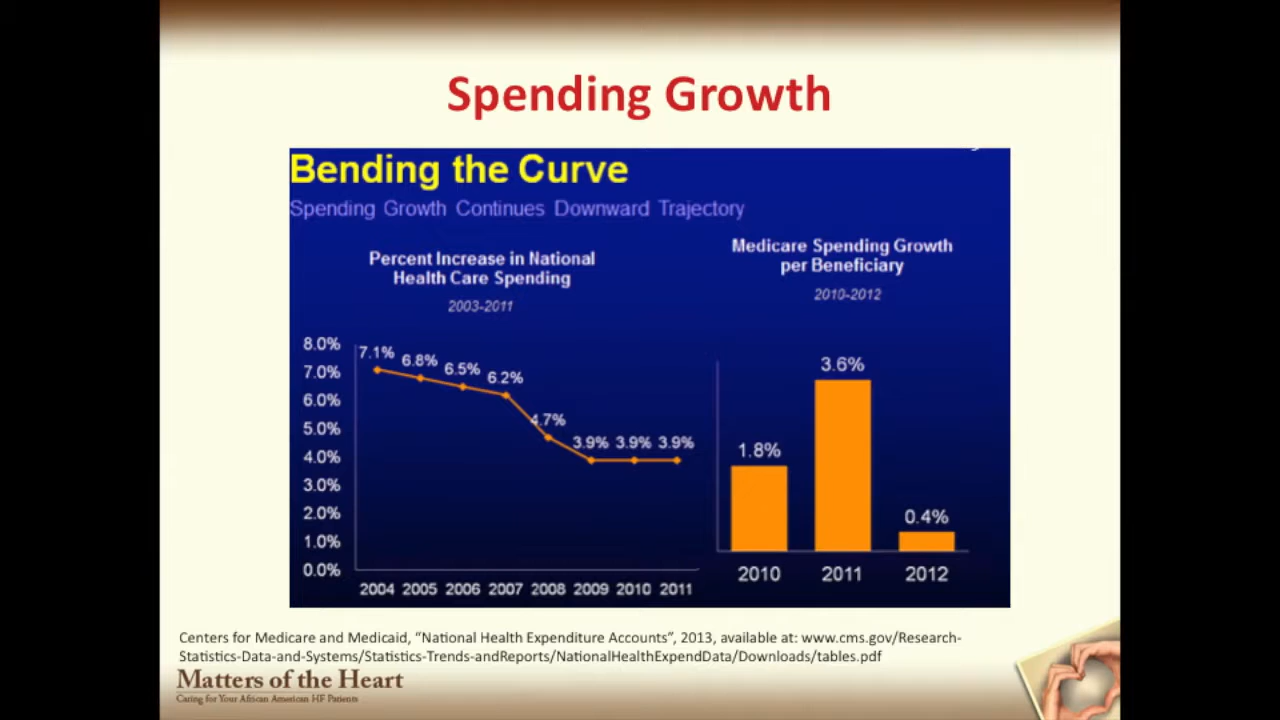 Spending Growth
Bending the Curve
Spending Growth Continues Downward Trajectory
Percent Increase in National
Health Care Spending
2003-2011
8.0%
7.0%
6.0%
5.0%
4.0%
3.0%
2.0%
1.0%
0.0%
7.1%
6.8%
6.5%
6.2%
4.7%
3.9%
3.9%
3.9%
2004 2005 2006 2007 2008 2009 2010 2011
Medicare Spending Growth
per Beneficiary
2010-2012
1.8%
3.6%
0.4%
2010 2011 2012
Centers for Medicare and Medicaid, “National Health Expenditure Accounts”, 2013, available at: www.cms.gov/Research-
Statistics-Data-and-Systems/Statistics-Trends-andReports/NationalHealthExpendData/Downloads/tables.pdf
Matters of the Heart
Caring for Your African American HF Patients